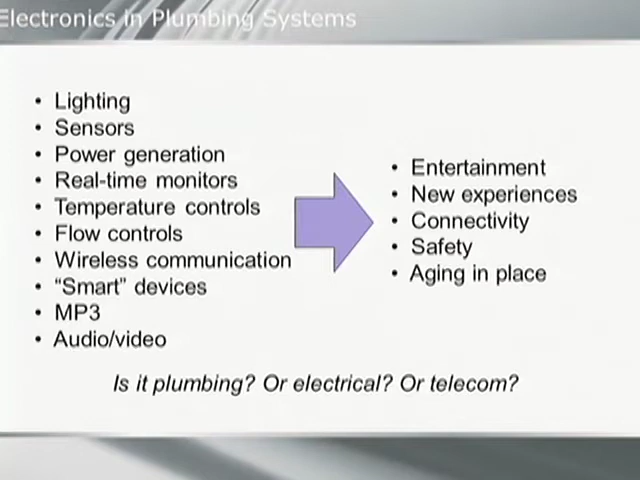 Electronics in Plumbing Systems
• Lighting
• Sensors
• Power generation
• Real-time monitors
• Temperature controls
• Flow controls
• Wireless communication
• “Smart” devices
• MP3
• Audio/video
• Entertainment
• New experiences
• Connectivity
• Safety
• Aging in place
Is it plumbing? Or electrical? Or telecom?